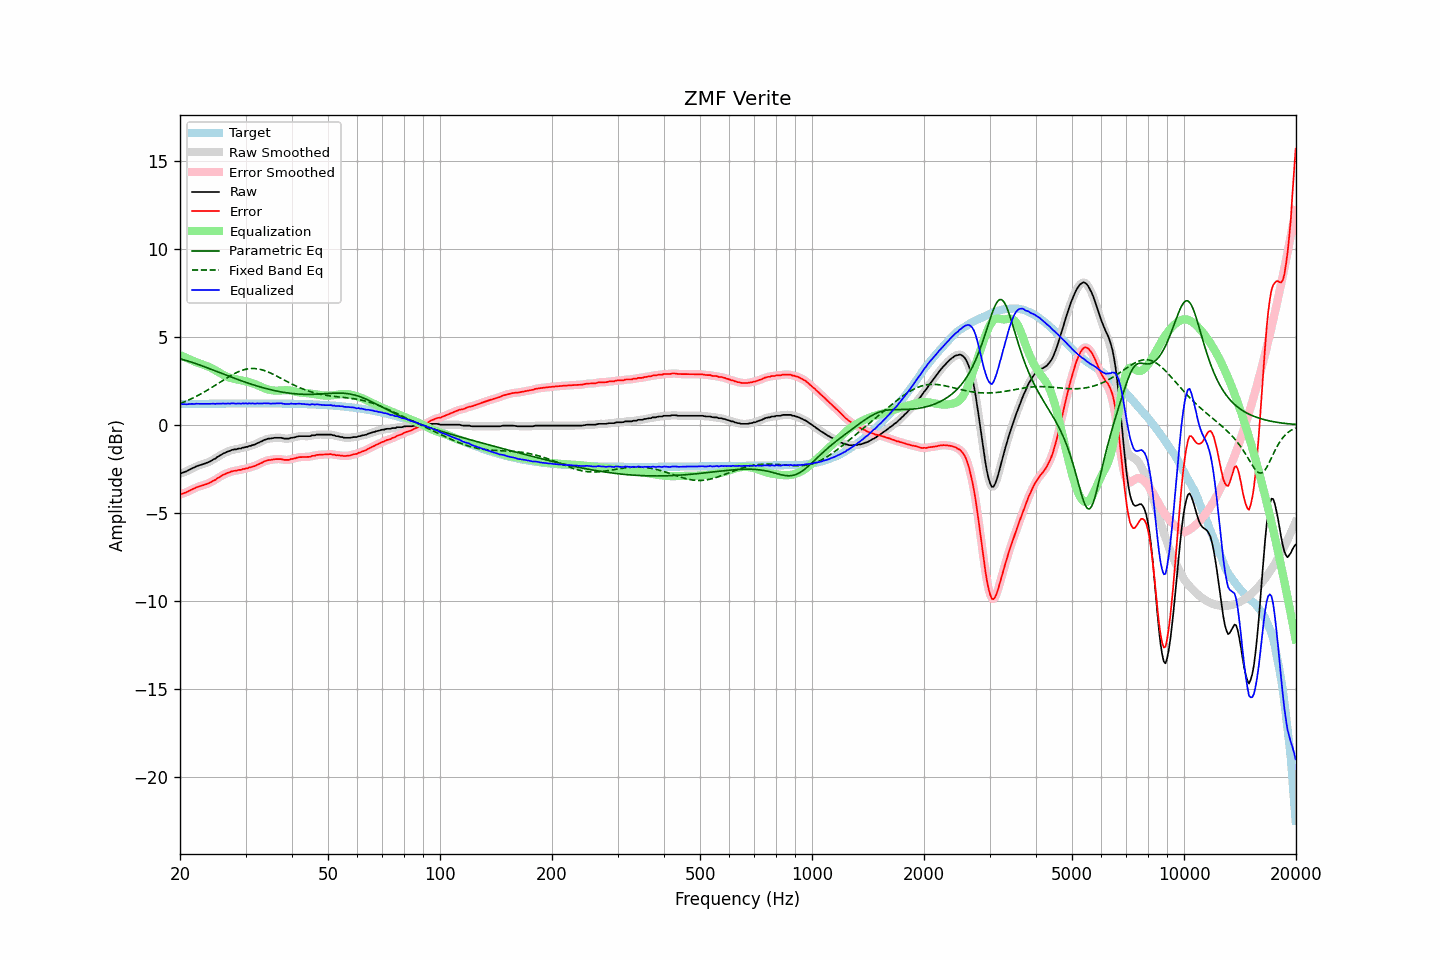 ZMF Verite
Target
Raw Smoothed
Error Smoothed
Raw
Error
Equalization
Parametric Eq
Fixed Band Eq
Equalized
15
10
5
0
−5
−10
−15
−20
Amplitude (dBr)
20
50
100
200
500
1000
2000
5000
10000
20000
Frequency (Hz)